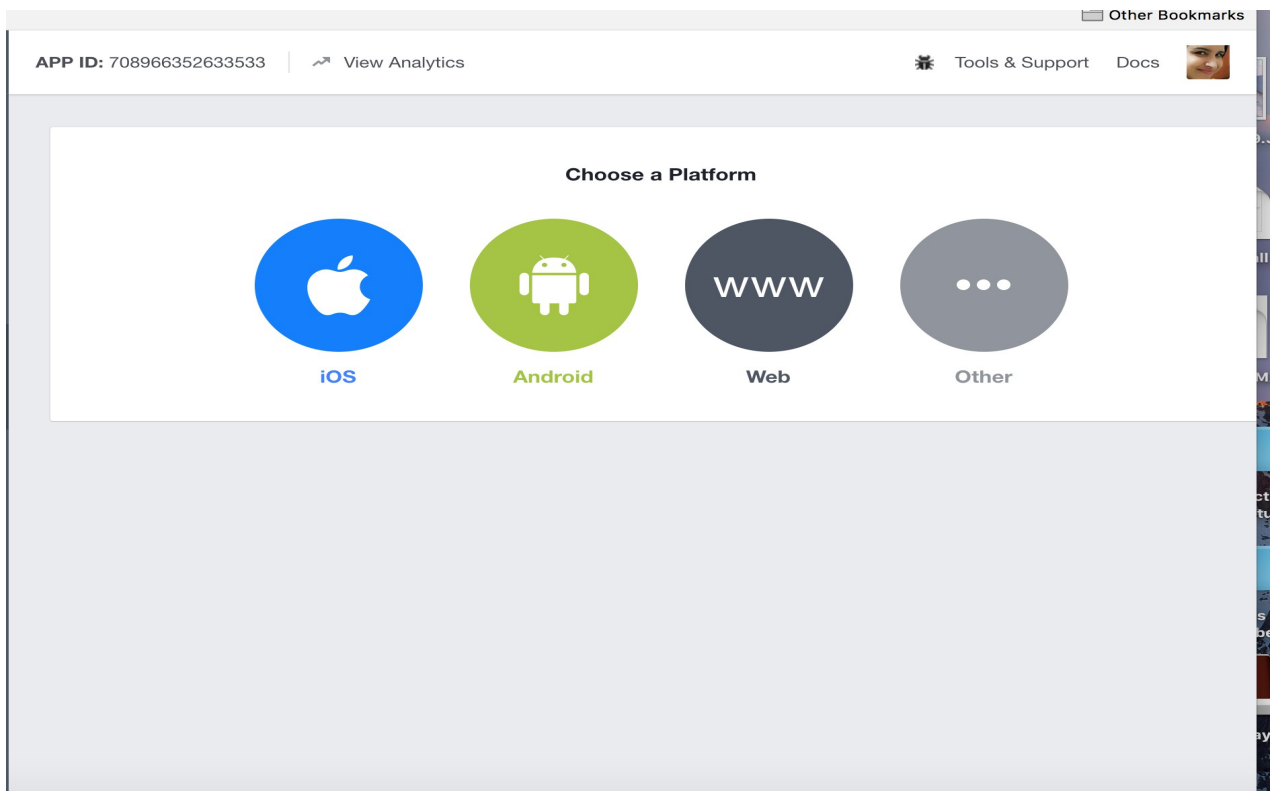 Other Bookmarks
APP ID: 708966352633533 View Analytics Tools & Support Docs
Choose a Platform
www
iOS Android Web Other